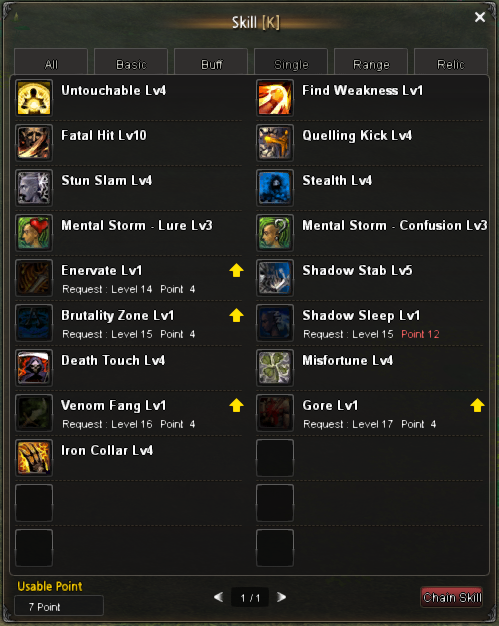 Skill [K]
All Basic Buff Single Range Relic
Untouchable Lv4
Find Weakness Lv1
Fatal Hit Lv10
Quelling Kick Lv4
Stun Slam Lv4
Stealth Lv4
Mental Storm - Lure Lv3
Mental Storm - Confusion Lv3
Enervate Lv1
Request : Level 14 Point 4
Shadow Stab Lv5
Brutality Zone Lv1
Request : Level 15 Point 4
Shadow Sleep Lv1
Request : Level 15 Point 12
Death Touch Lv4
Misfortune Lv4
Venom Fang Lv1
Request : Level 16 Point 4
Gore Lv1
Request : Level 17 Point 4
Iron Collar Lv4
Usable Point
7 Point
1 / 1
Chain Skill